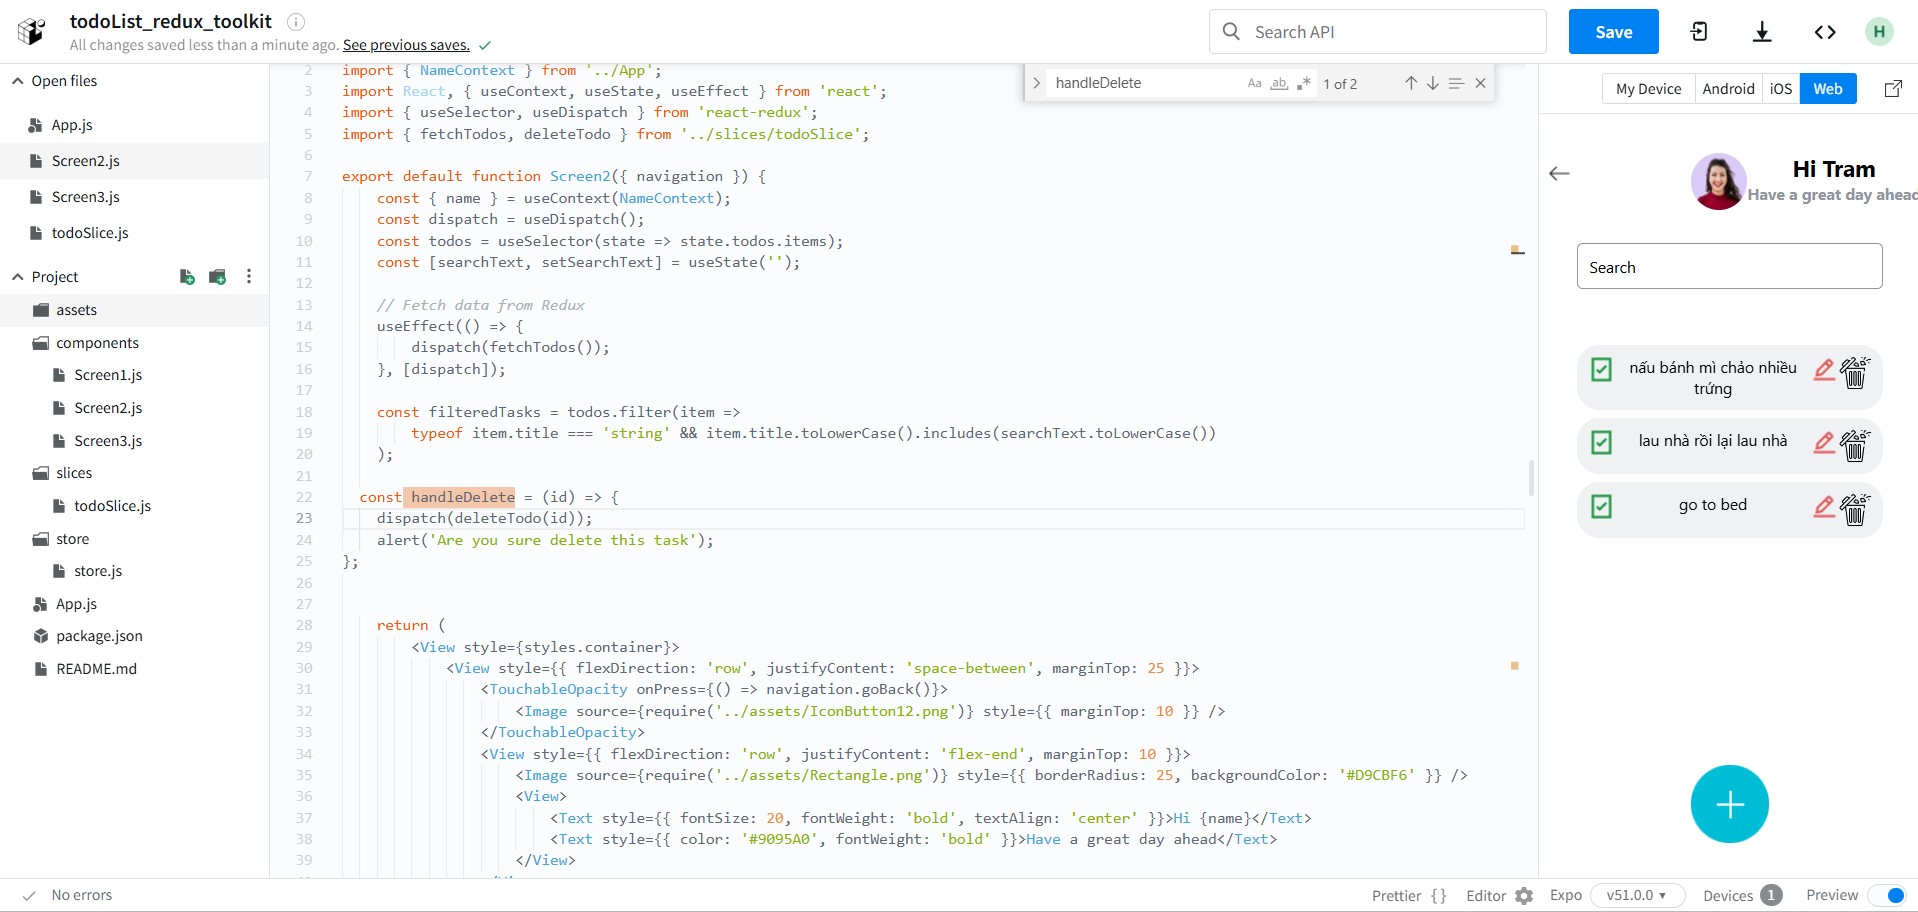 todoList_redux_toolkit
All changes saved less than a minute ago. See previous saves.
Search API
Save
H
Open files
App.js
Screen2.js
Screen3.js
todoSlice.js
Project
assets
components
Screen1.js
Screen2.js
Screen3.js
slices
todoSlice.js
store
store.js
App.js
package.json
README.md
handleDelete
Aa ab .* 1 of 2
2 import { NameContext } from '../App';
3 import React, { useContext, useState, useEffect } from 'react';
4 import { useSelector, useDispatch } from 'react-redux';
5 import { fetchTodos, deleteTodo } from '../slices/todoSlice';
6
7 export default function Screen2({ navigation }) {
8 const { name } = useContext(NameContext);
9 const dispatch = useDispatch();
10 const todos = useSelector(state => state.todos.items);
11 const [searchText, setSearchText] = useState('');
12
13 // Fetch data from Redux
14 useEffect(() => {
15 dispatch(fetchTodos());
16 }, [dispatch]);
17
18 const filteredTasks = todos.filter(item =>
19 typeof item.title === 'string' && item.title.toLowerCase().includes(searchText.toLowerCase())
20 );
21
22 const handleDelete = (id) => {
23 dispatch(deleteTodo(id));
24 alert('Are you sure delete this task');
25 };
26
27
28 return (
29 <View style={styles.container}>
30 <View style={{ flexDirection: 'row', justifyContent: 'space-between', marginTop: 25 }}>
31 <TouchableOpacity onPress={() => navigation.goBack()}>
32 <Image source={require('../assets/IconButton12.png')} style={{ marginTop: 10 }} />
33 </TouchableOpacity>
34 <View style={{ flexDirection: 'row', justifyContent: 'flex-end', marginTop: 10 }}>
35 <Image source={require('../assets/Rectangle.png')} style={{ borderRadius: 25, backgroundColor: '#D9CBF6' }} />
36 <View>
37 <Text style={{ fontSize: 20, fontWeight: 'bold', textAlign: 'center' }}>Hi {name}</Text>
38 <Text style={{ color: '#9095A0', fontWeight: 'bold' }}>Have a great day ahead</Text>
39 </View>
My Device Android iOS Web
Hi Tram
Have a great day ahead
Search
nấu bánh mì chảo nhiều
trứng
lau nhà rồi lại lau nhà
go to bed
No errors
Prettier {} Editor Expo v51.0.0 Devices 1 Preview